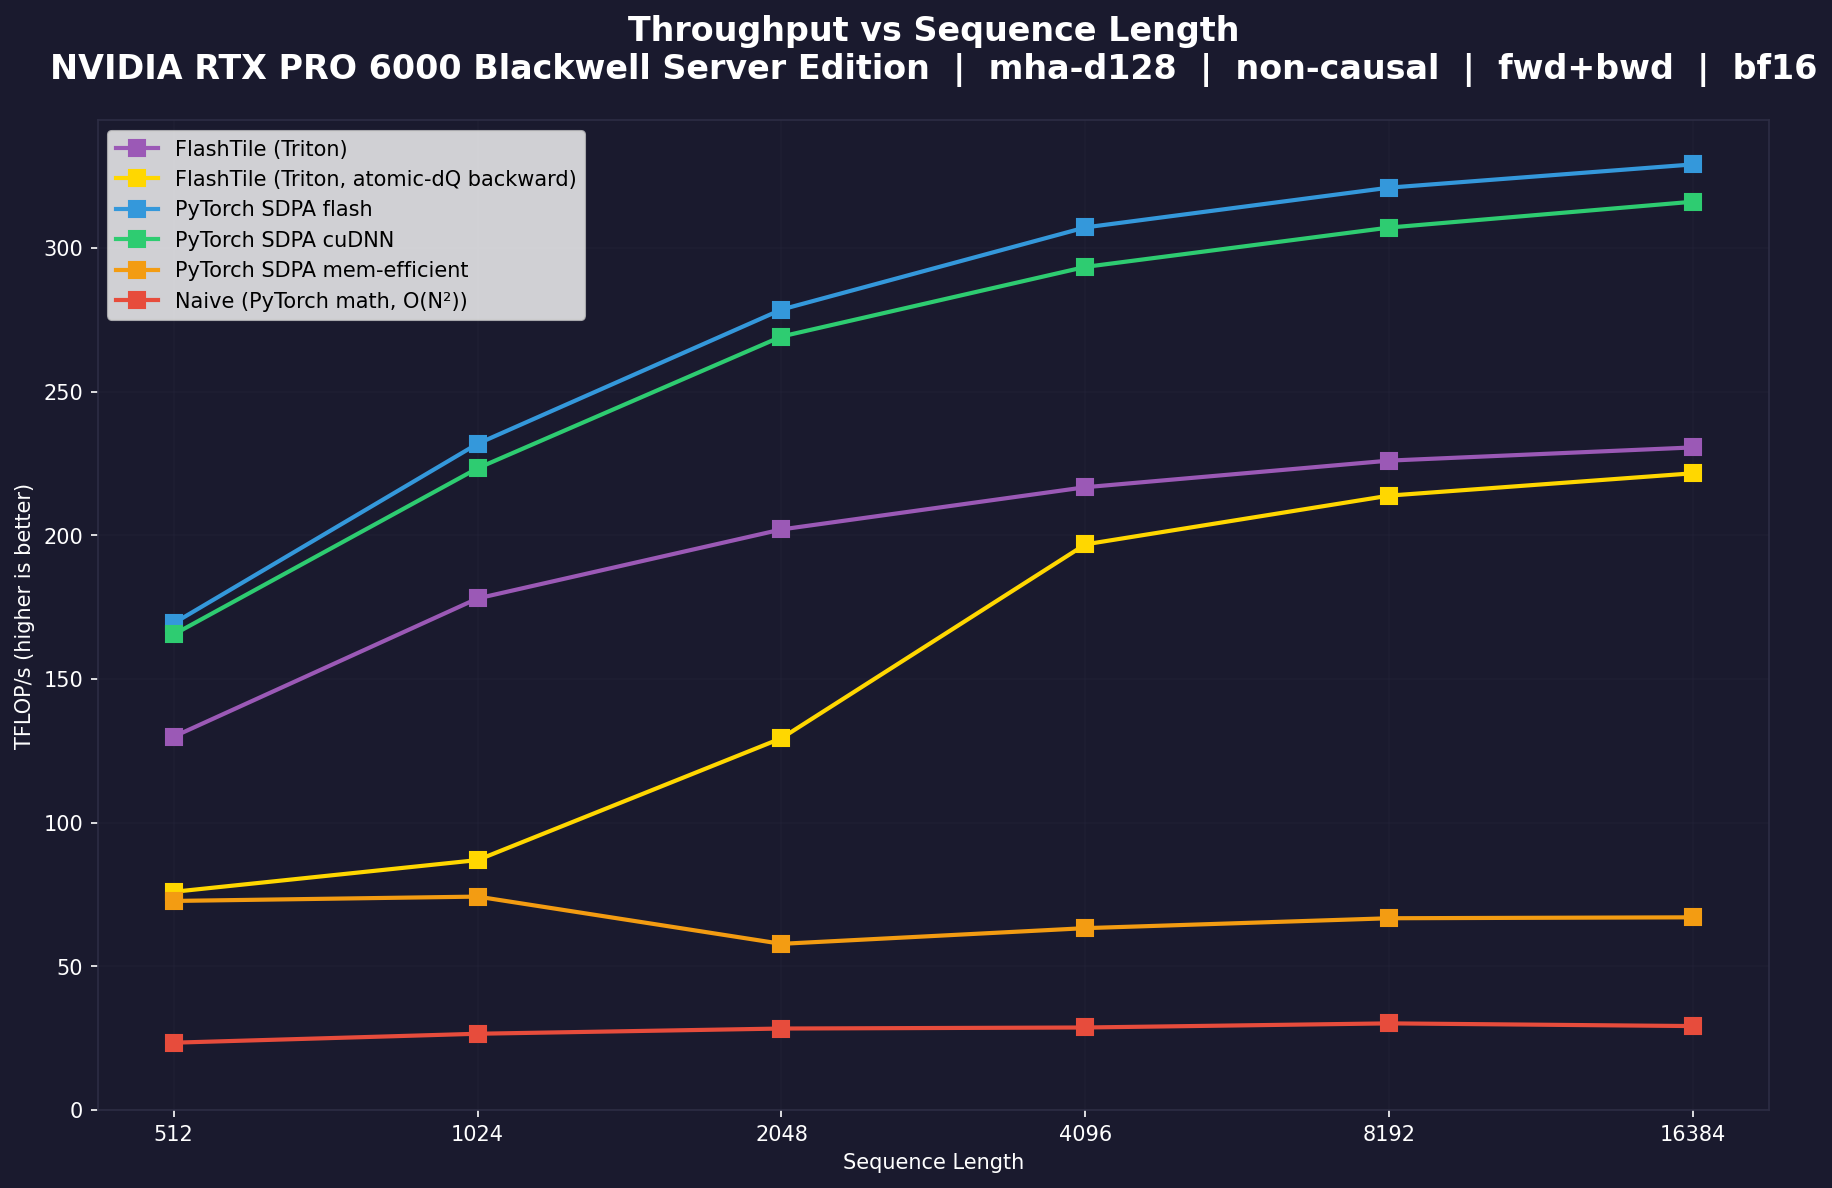 Throughput vs Sequence Length
NVIDIA RTX PRO 6000 Blackwell Server Edition | mha-d128 | non-causal | fwd+bwd | bf16
FlashTile (Triton)
FlashTile (Triton, atomic-dQ backward)
PyTorch SDPA flash
PyTorch SDPA cuDNN
PyTorch SDPA mem-efficient
Naive (PyTorch math, O(N²))
TFLOP/s (higher is better)
300
250
200
150
100
50
0
512 1024 2048 4096 8192 16384
Sequence Length